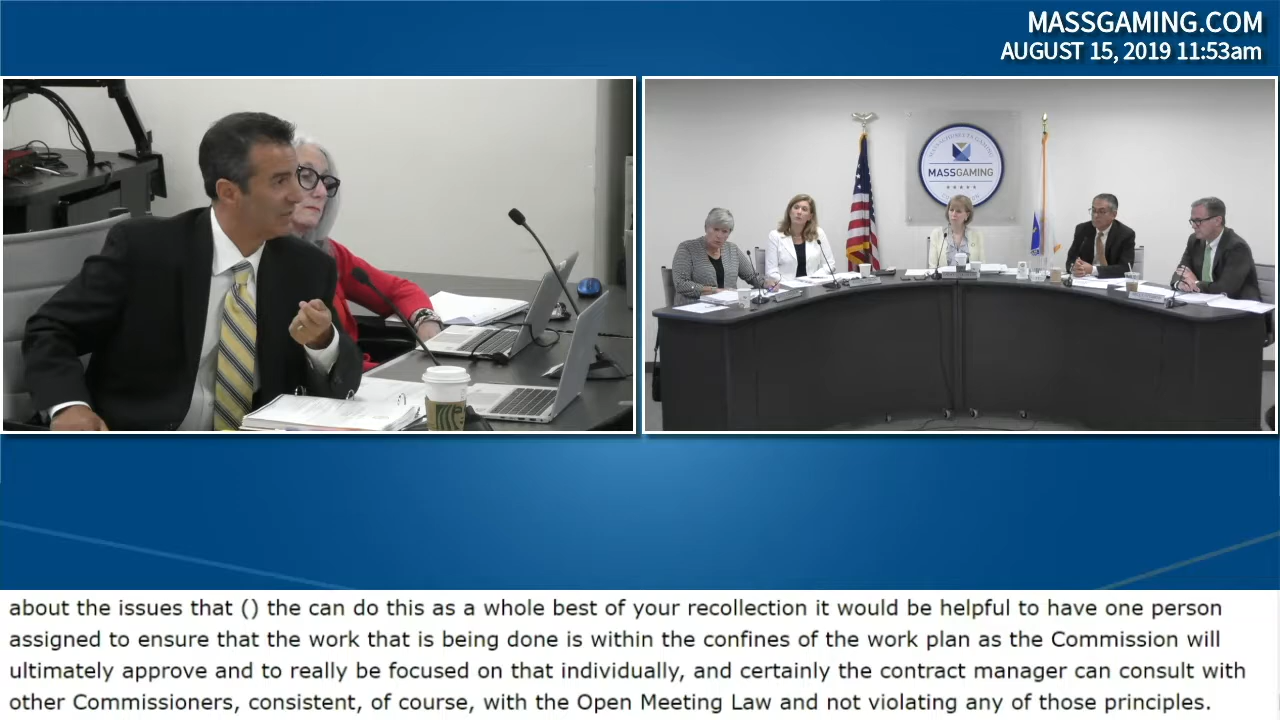 MASSGAMING.COM
AUGUST 15, 2019 11:53am
MASSACHUSETTS GAMING
MASSGAMING
about the issues that () the can do this as a whole best of your recollection it would be helpful to have one person
assigned to ensure that the work that is being done is within the confines of the work plan as the Commission will
ultimately approve and to really be focused on that individually, and certainly the contract manager can consult with
other Commissioners, consistent, of course, with the Open Meeting Law and not violating any of those principles.